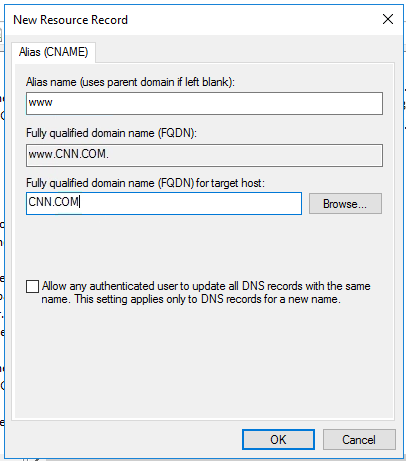 New Resource Record
Alias (CNAME)
Alias name (uses parent domain if left blank):
www
Fully qualified domain name (FQDN):
www.CNN.COM.
Fully qualified domain name (FQDN) for target host:
CNN.COM
Browse...
Allow any authenticated user to update all DNS records with the same
name. This setting applies only to DNS records for a new name.
OK
Cancel